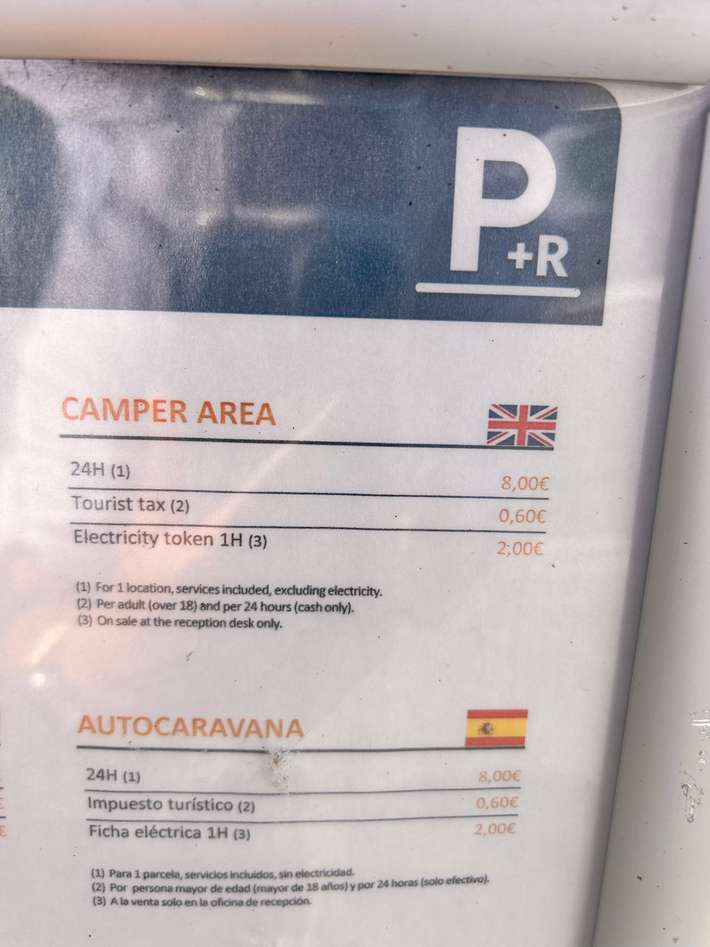 P+R
CAMPER AREA
24H (1) 8,00€
Tourist tax (2) 0,60€
Electricity token 1H (3) 2,00€
(1) For 1 location, services included, excluding electricity.
(2) Per adult (over 18) and per 24 hours (cash only).
(3) On sale at the reception desk only.
AUTOCARAVANA
24H (1) 8,00€
Impuesto turístico (2) 0,60€
Ficha eléctrica 1H (3) 2,00€
(1) Para 1 parcela, servicios incluidos, sin electricidad.
(2) Por persona mayor de edad (mayor de 18 años) y por 24 horas (solo efectivo).
(3) A la venta solo en la oficina de recepción.